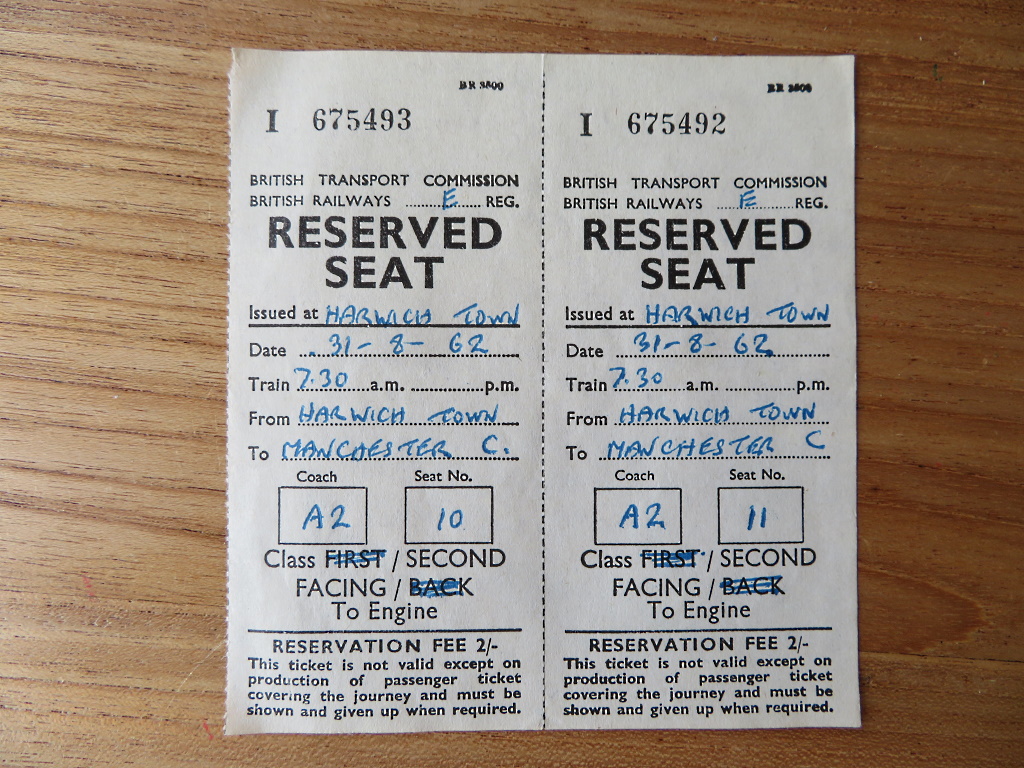 BR 3500
I 675493
BRITISH TRANSPORT COMMISSION
BRITISH RAILWAYS E REG.
RESERVED
SEAT
Issued at HARWICH TOWN
Date 31-8-62
Train 7.30 a.m. p.m.
From HARWICH TOWN
To MANCHESTER C.
Coach Seat No.
A2 10
Class FIRST / SECOND
FACING / BACK
To Engine
RESERVATION FEE 2/-
This ticket is not valid except on
production of passenger ticket
covering the journey and must be
shown and given up when required.
BR 3500
I 675492
BRITISH TRANSPORT COMMISSION
BRITISH RAILWAYS E REG.
RESERVED
SEAT
Issued at HARWICH TOWN
Date 31-8-62
Train 7.30 a.m. p.m.
From HARWICH TOWN
To MANCHESTER C
Coach Seat No.
A2 11
Class FIRST / SECOND
FACING / BACK
To Engine
RESERVATION FEE 2/-
This ticket is not valid except on
production of passenger ticket
covering the journey and must be
shown and given up when required.